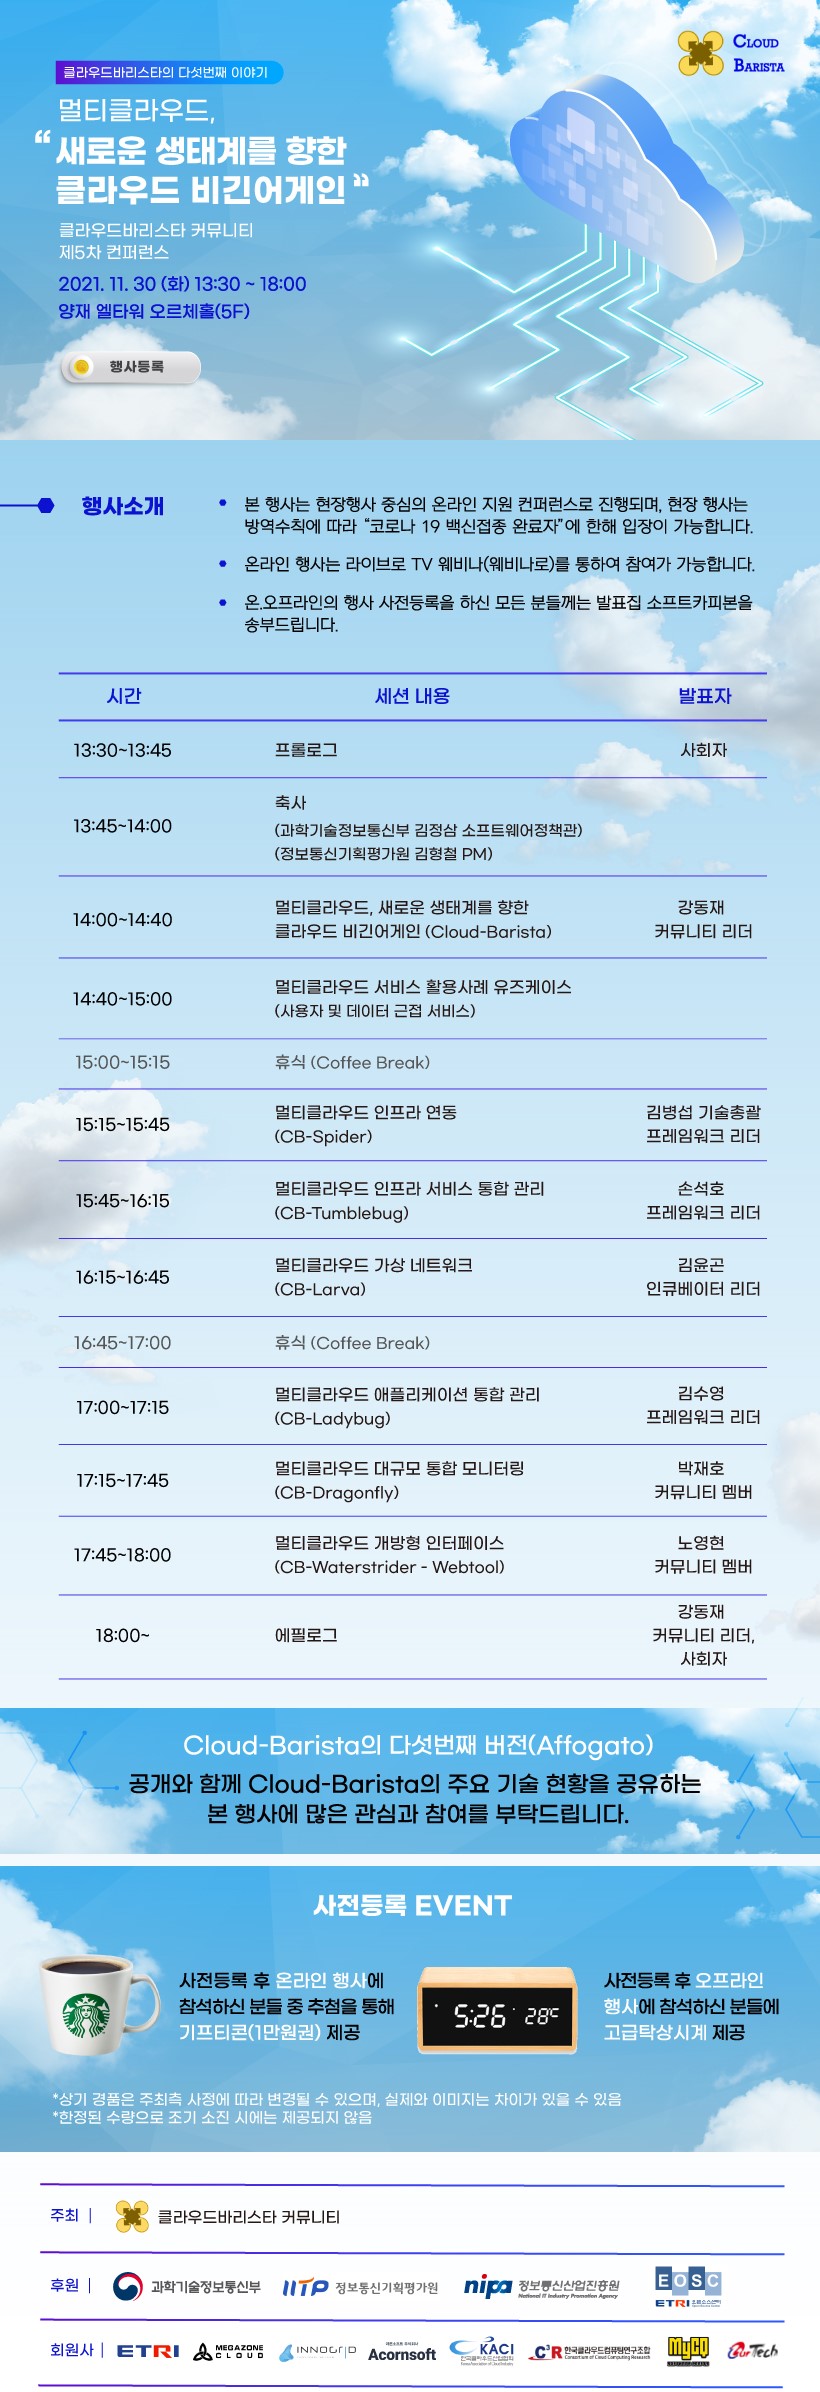 CLOUD
BARISTA
클라우드바리스타의 다섯번째 이야기
멀티클라우드,
“새로운 생태계를 향한
클라우드 비긴어게인”
클라우드바리스타 커뮤니티
제5차 컨퍼런스
2021. 11. 30 (화) 13:30 ~ 18:00
양재 엘타워 오르체홀(5F)
행사등록
행사소개
본 행사는 현장행사 중심의 온라인 지원 컨퍼런스로 진행되며, 현장 행사는
방역수칙에 따라 “코로나 19 백신접종 완료자”에 한해 입장이 가능합니다.
온라인 행사는 라이브로 TV 웨비나(웨비나로)를 통하여 참여가 가능합니다.
온.오프라인의 행사 사전등록을 하신 모든 분들께는 발표집 소프트카피본을
송부드립니다.
시간 세션 내용 발표자
13:30~13:45 프롤로그 사회자
13:45~14:00 축사
(과학기술정보통신부 김정삼 소프트웨어정책관)
(정보통신기획평가원 김형철 PM)
14:00~14:40 멀티클라우드, 새로운 생태계를 향한 강동재
클라우드 비긴어게인 (Cloud-Barista) 커뮤니티 리더
14:40~15:00 멀티클라우드 서비스 활용사례 유즈케이스
(사용자 및 데이터 근접 서비스)
15:00~15:15 휴식 (Coffee Break)
15:15~15:45 멀티클라우드 인프라 연동 김병섭 기술총괄
(CB-Spider) 프레임워크 리더
15:45~16:15 멀티클라우드 인프라 서비스 통합 관리 손석호
(CB-Tumblebug) 프레임워크 리더
16:15~16:45 멀티클라우드 가상 네트워크 김윤곤
(CB-Larva) 인큐베이터 리더
16:45~17:00 휴식 (Coffee Break)
17:00~17:15 멀티클라우드 애플리케이션 통합 관리 김수영
(CB-Ladybug) 프레임워크 리더
17:15~17:45 멀티클라우드 대규모 통합 모니터링 박재호
(CB-Dragonfly) 커뮤니티 멤버
17:45~18:00 멀티클라우드 개방형 인터페이스 노영현
(CB-Waterstrider - Webtool) 커뮤니티 멤버
18:00~ 에필로그 강동재
커뮤니티 리더,
사회자
Cloud-Barista의 다섯번째 버전(Affogato)
공개와 함께 Cloud-Barista의 주요 기술 현황을 공유하는
본 행사에 많은 관심과 참여를 부탁드립니다.
사전등록 EVENT
사전등록 후 온라인 행사에
참석하신 분들 중 추첨을 통해
기프티콘(1만원권) 제공
5:26 28℃
사전등록 후 오프라인
행사에 참석하신 분들에
고급탁상시계 제공
*상기 경품은 주최측 사정에 따라 변경될 수 있으며, 실제와 이미지는 차이가 있을 수 있음
*한정된 수량으로 조기 소진 시에는 제공되지 않음
주최 | 클라우드바리스타 커뮤니티
후원 | 과학기술정보통신부 IITP 정보통신기획평가원 nipa 정보통신산업진흥원
National IT Industry Promotion Agency
EOSC
ETRI
회원사 | ETRI MEGAZONE CLOUD INNOGRID Acornsoft KACI 한국클라우드산업협회 C3R 한국클라우드컴퓨팅연구조합
Consortium of Cloud Computing Research